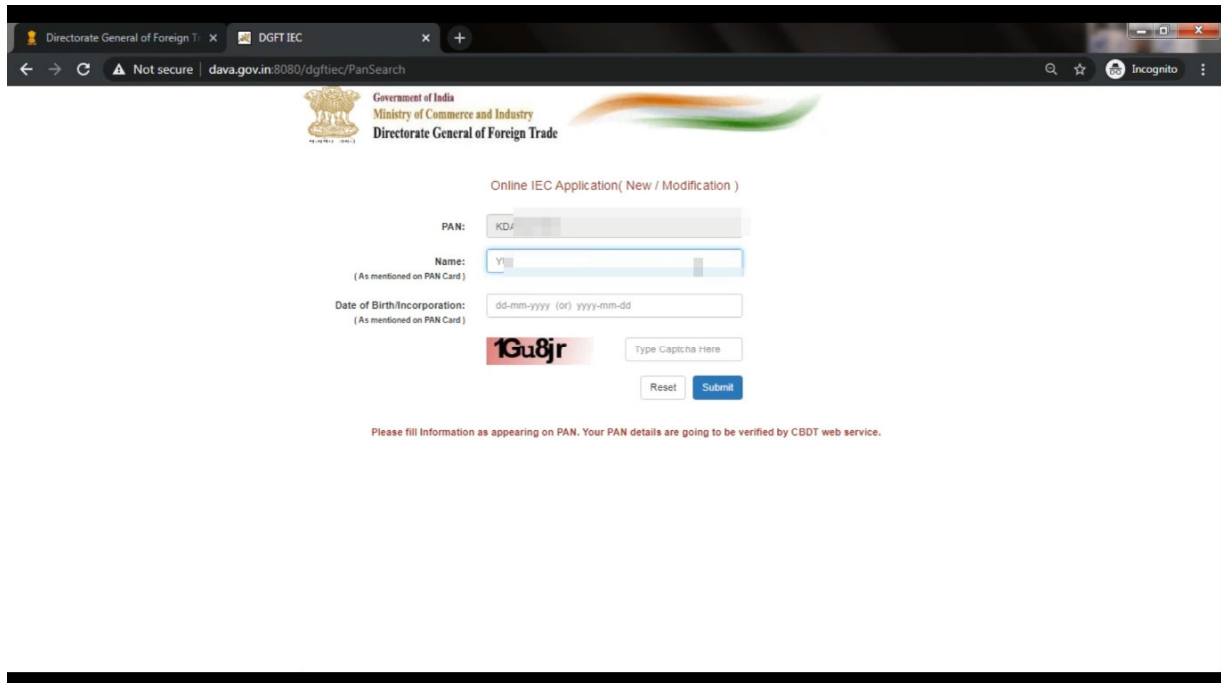 Directorate General of Foreign Tr
DGFT IEC
Not secure | dava.gov.in:8080/dgftiec/PanSearch
Incognito
Government of India
Ministry of Commerce and Industry
Directorate General of Foreign Trade
Online IEC Application( New / Modification )
PAN: KDA
Name:
( As mentioned on PAN Card )
Date of Birth/Incorporation: dd-mm-yyyy (or) yyyy-mm-dd
( As mentioned on PAN Card )
1Gu8jr Type Captcha Here
Reset Submit
Please fill Information as appearing on PAN. Your PAN details are going to be verified by CBDT web service.